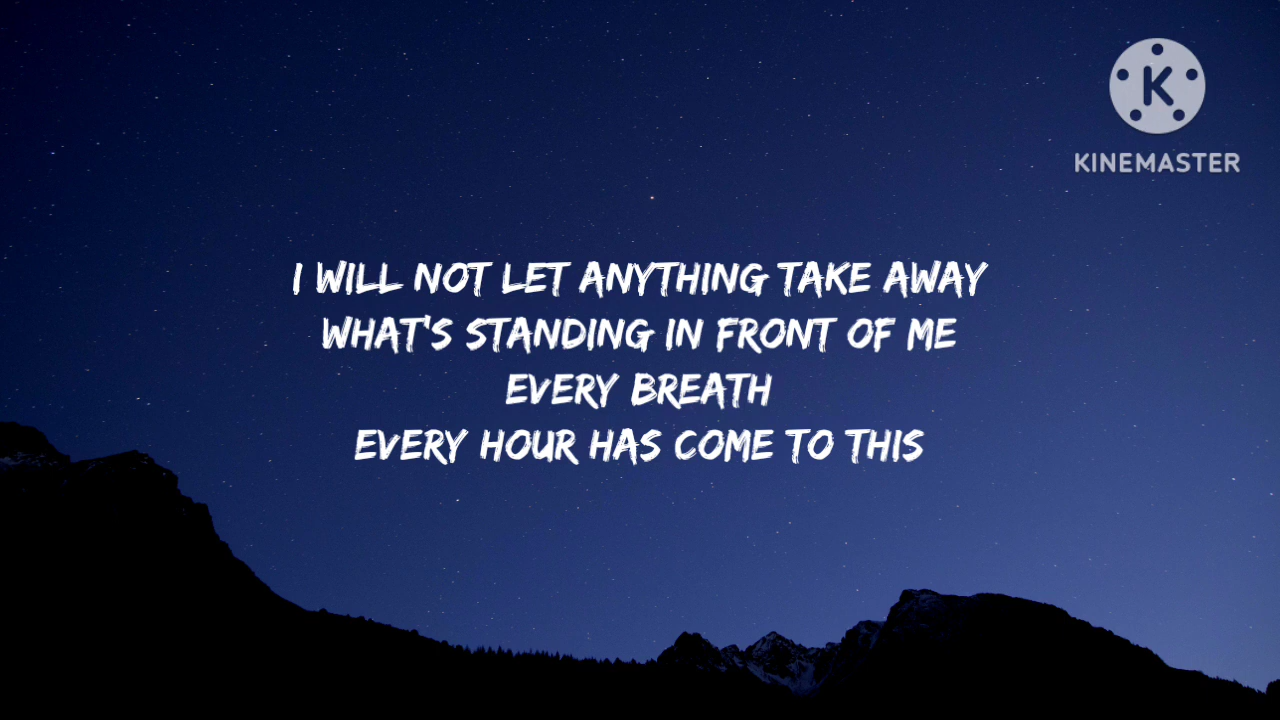 K
KINEMASTER
I WILL NOT LET ANYTHING TAKE AWAY
WHAT'S STANDING IN FRONT OF ME
EVERY BREATH
EVERY HOUR HAS COME TO THIS